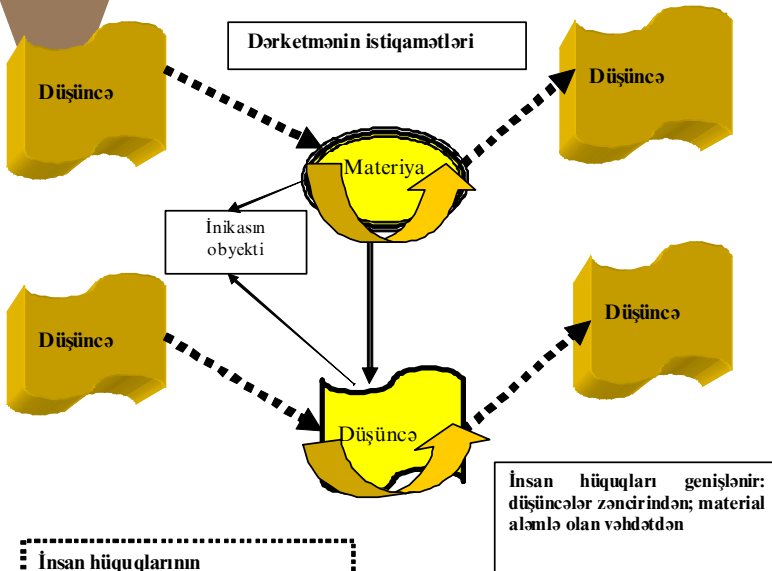 Dərketmənin istiqamətləri
Düşüncə
Düşüncə
Materiya
İnikasın
obyekti
Düşüncə
Düşüncə
Düşüncə
İnsan hüquqları genişlənir:
düşüncələr zəncirindən; material
aləmlə olan vəhdətdən
İnsan hüquqlarının